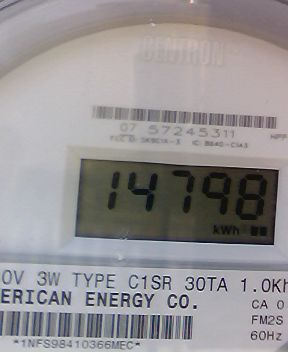 CENTRON
07 57245311
14798
kWh
0V 3W TYPE C1SR 30TA 1.0Kh
ERICAN ENERGY CO.
CA 0
FM2S
60Hz
*1NFS98410366MEC*